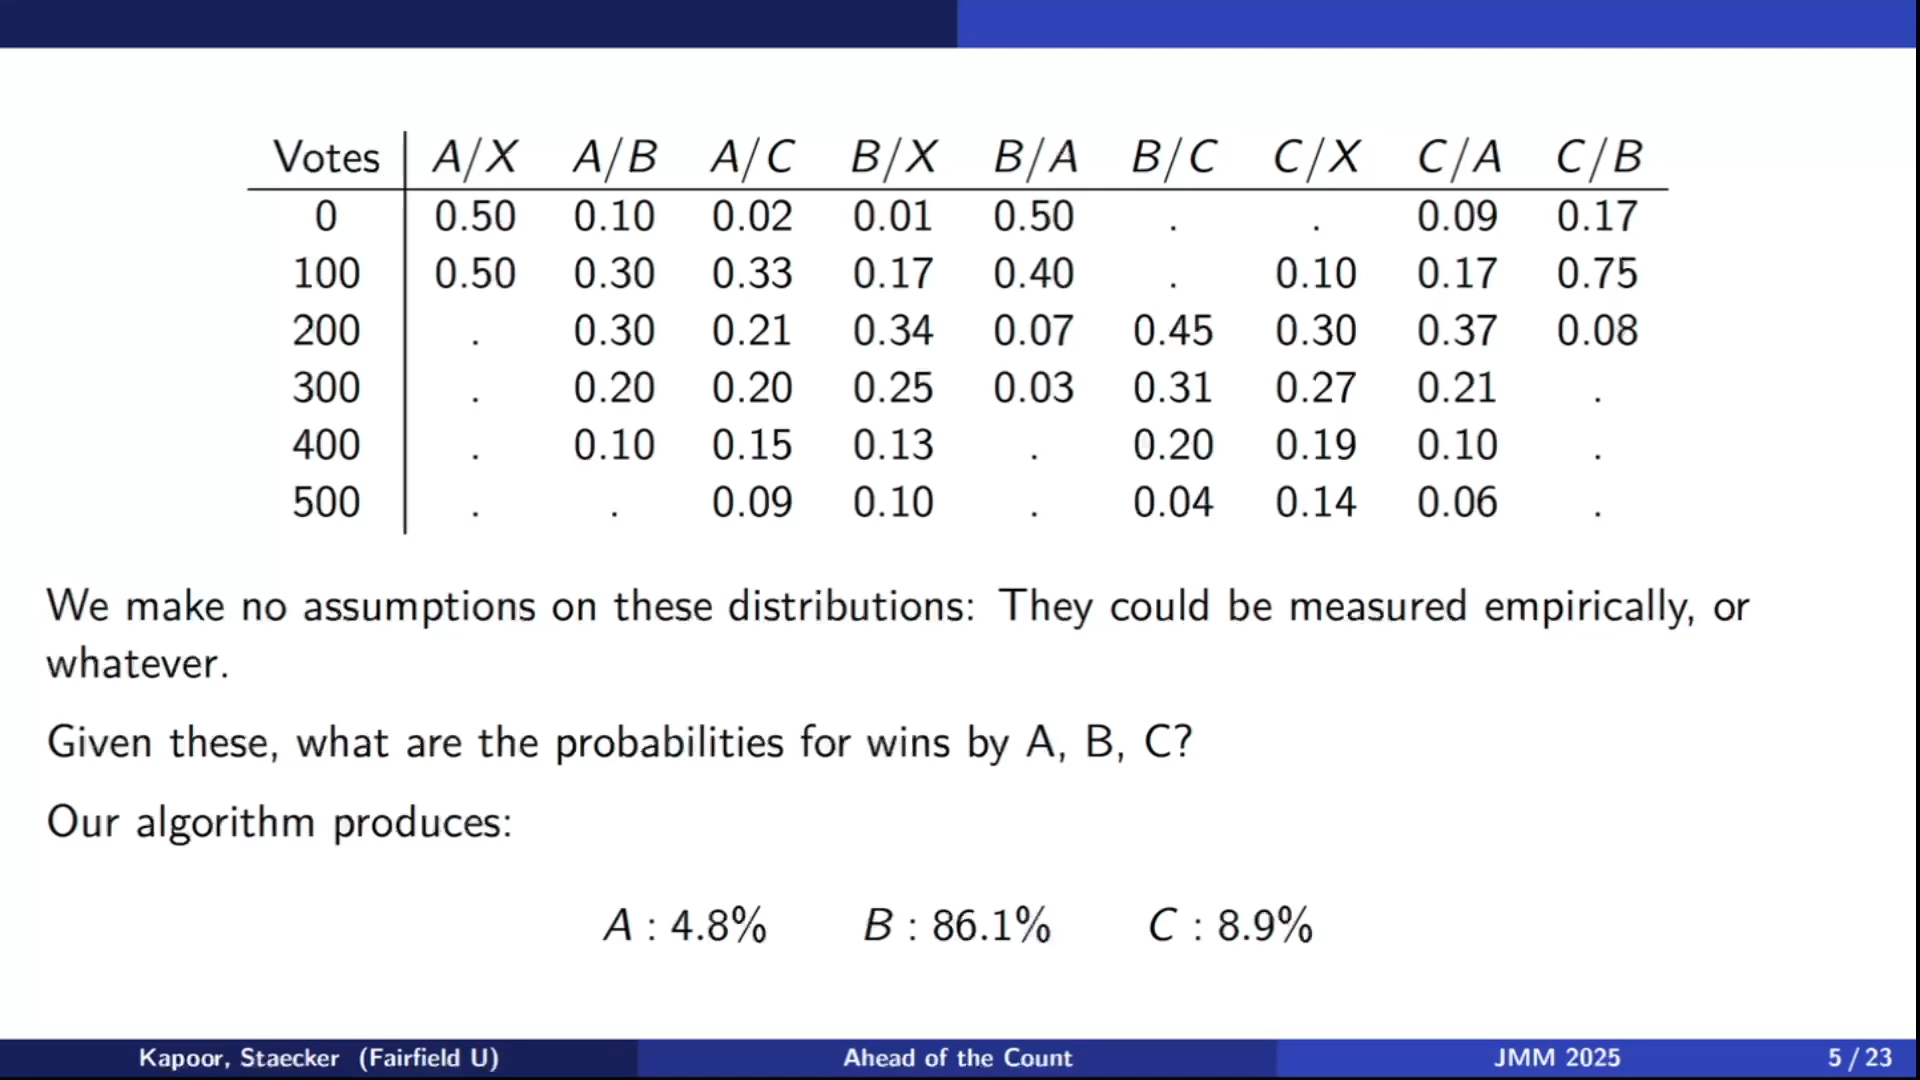 Votes A/X A/B A/C B/X B/A B/C C/X C/A C/B
0 0.50 0.10 0.02 0.01 0.50 . . 0.09 0.17
100 0.50 0.30 0.33 0.17 0.40 . 0.10 0.17 0.75
200 . 0.30 0.21 0.34 0.07 0.45 0.30 0.37 0.08
300 . 0.20 0.20 0.25 0.03 0.31 0.27 0.21 .
400 . 0.10 0.15 0.13 . 0.20 0.19 0.10 .
500 . . 0.09 0.10 . 0.04 0.14 0.06 .
We make no assumptions on these distributions: They could be measured empirically, or
whatever.
Given these, what are the probabilities for wins by A, B, C?
Our algorithm produces:
A : 4.8% B : 86.1% C : 8.9%
Kapoor, Staecker (Fairfield U) Ahead of the Count JMM 2025 5 / 23